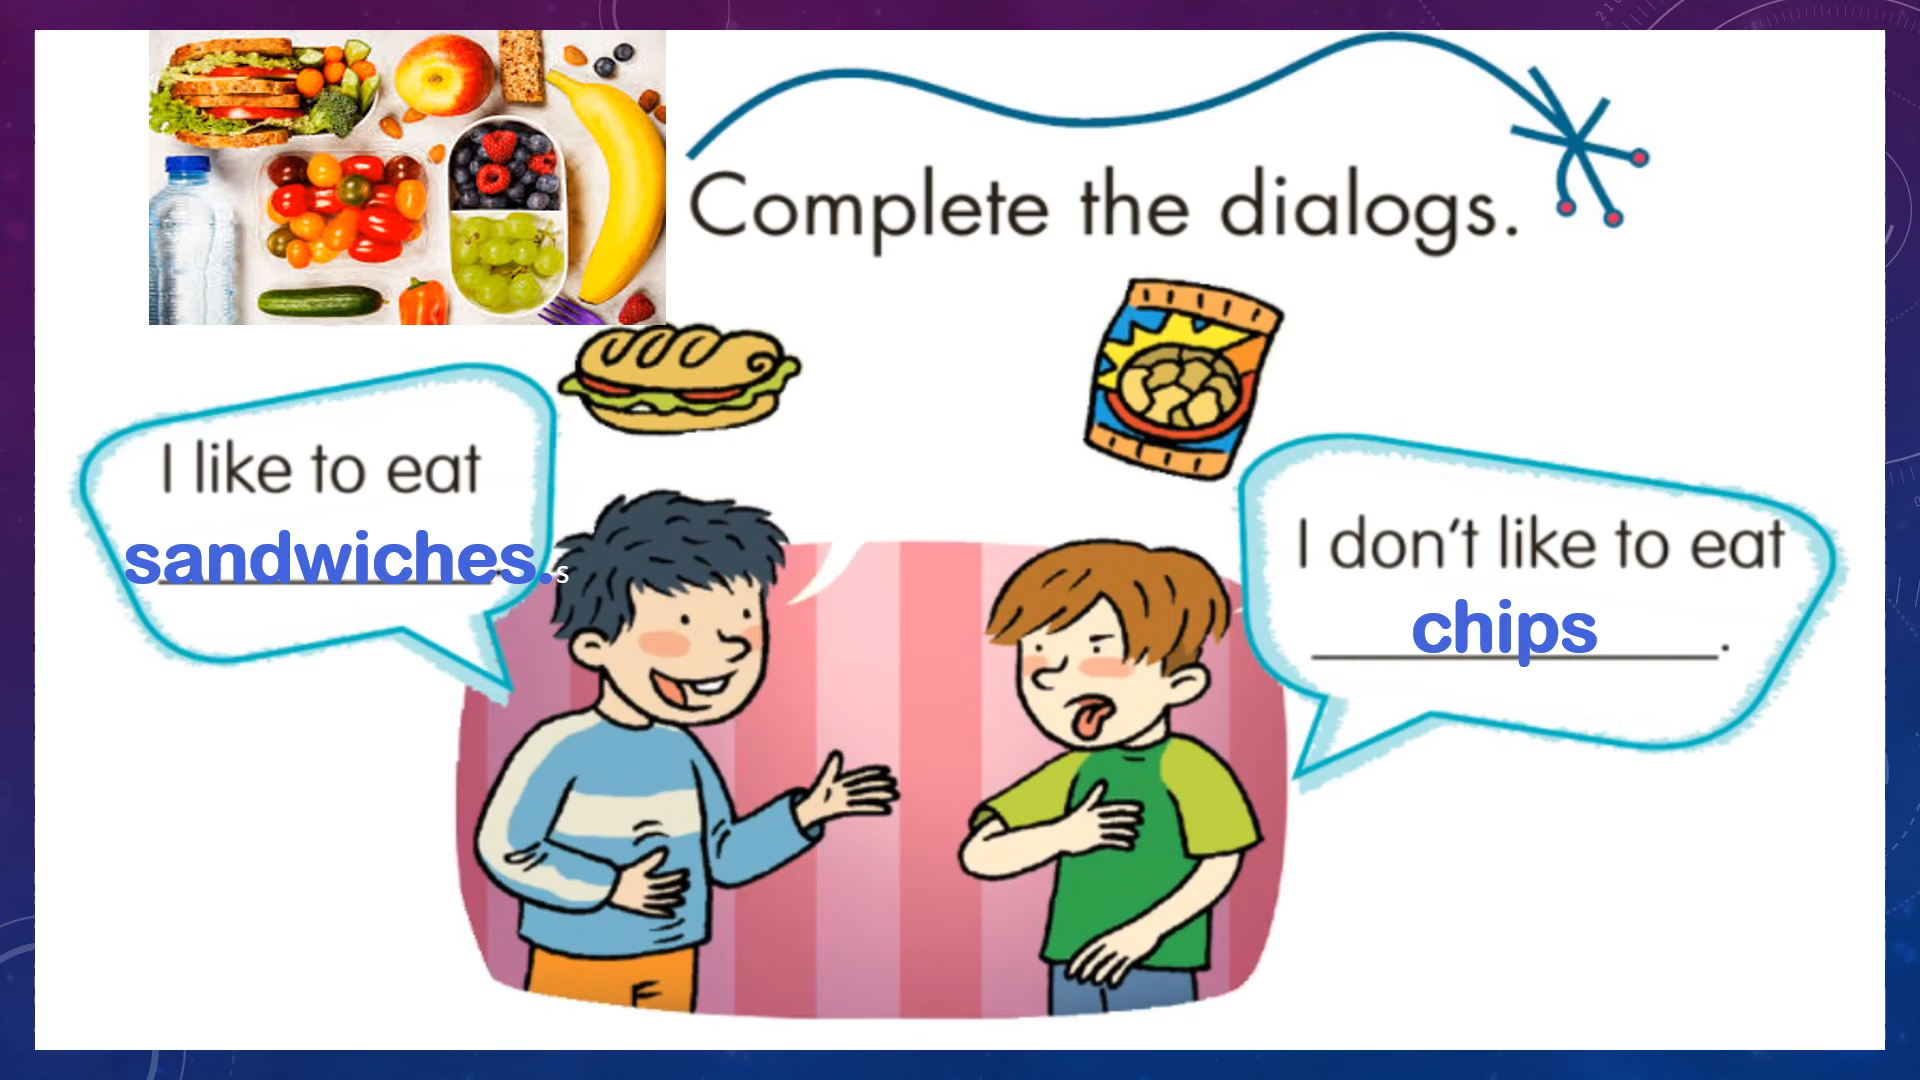 Complete the dialogs.
I like to eat
sandwiches.s
I don't like to eat
chips.